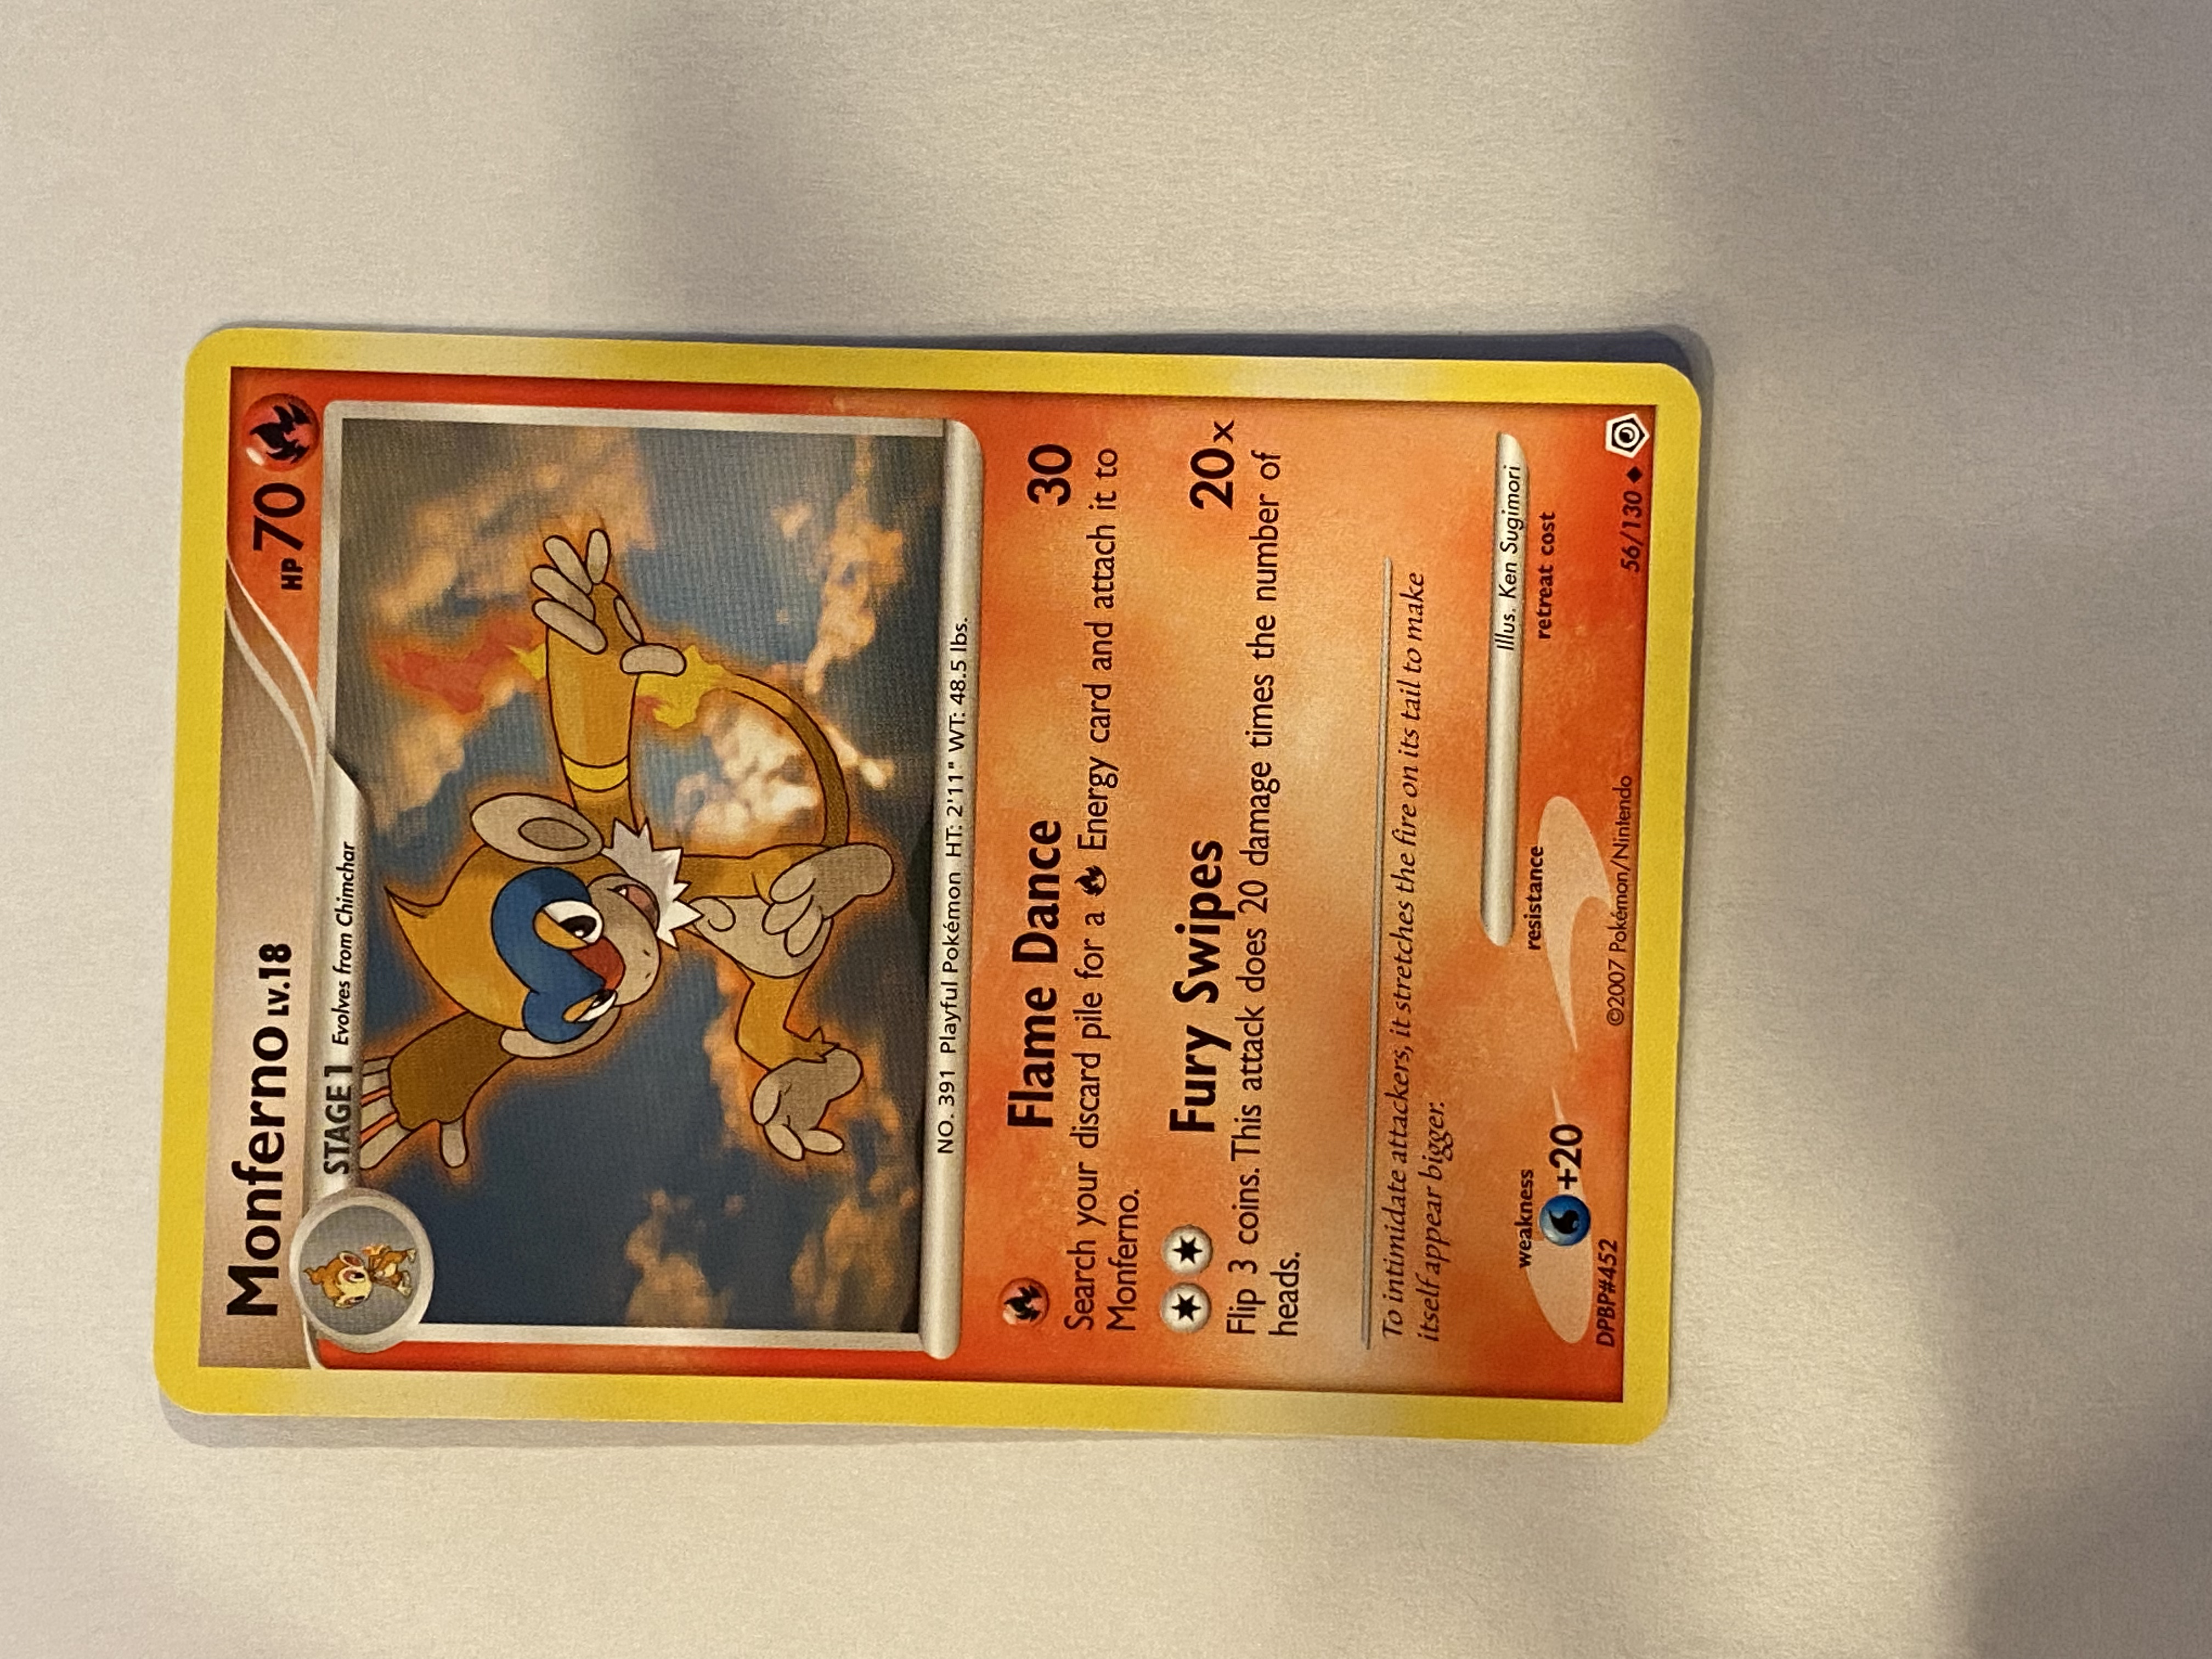 Monferno LV.18
HP 70
STAGE 1 Evolves from Chimchar
NO. 391 Playful Pokémon HT: 2'11" WT: 48.5 lbs.
Flame Dance 30
Search your discard pile for a Energy card and attach it to
Monferno.
Fury Swipes 20x
Flip 3 coins. This attack does 20 damage times the number of
heads.
To intimidate attackers, it stretches the fire on its tail to make
itself appear bigger.
Illus. Ken Sugimori
weakness resistance retreat cost
+20
DPBP#452 ©2007 Pokémon/Nintendo 56/130